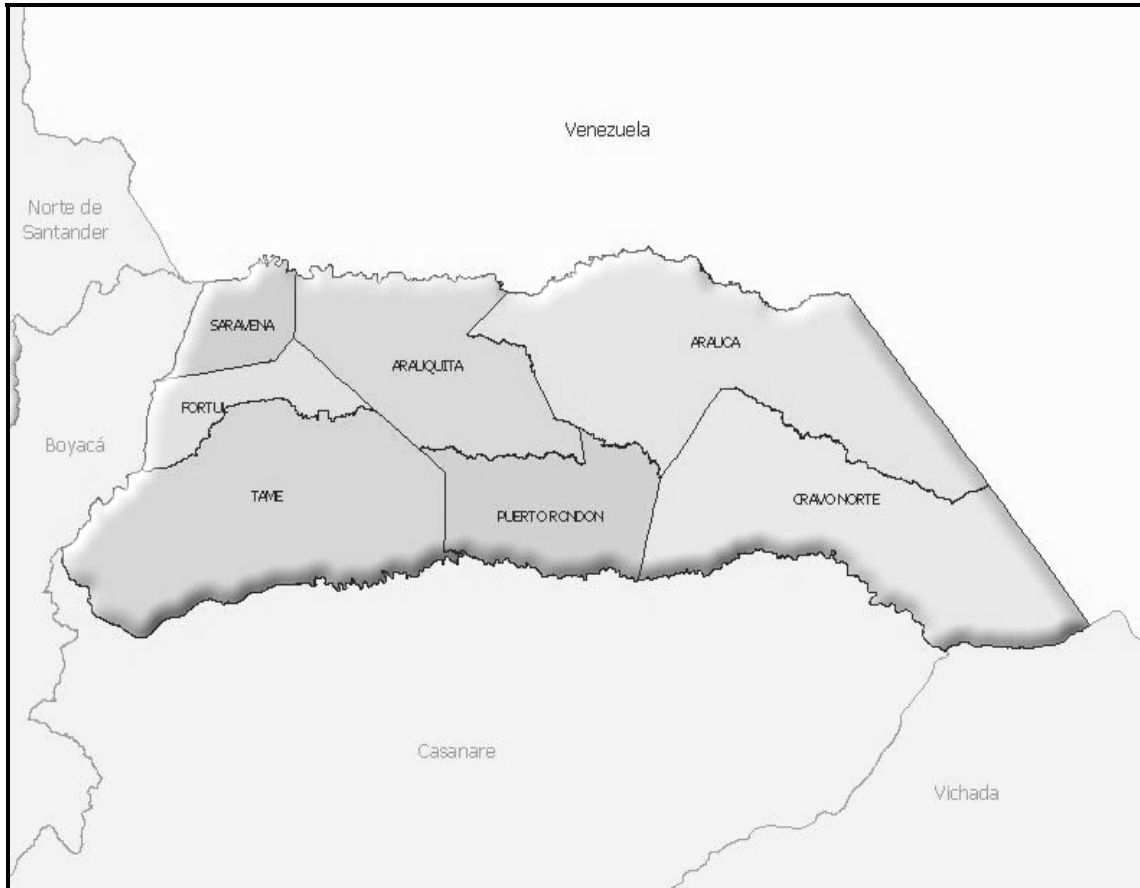 Venezuela
Norte de
Santander
SARAVENA
ARAUCA
ARAUQUITA
FORTUL
Boyacá
TAME
CRAVO NORTE
PUERTO RONDON
Casanare
Vichada